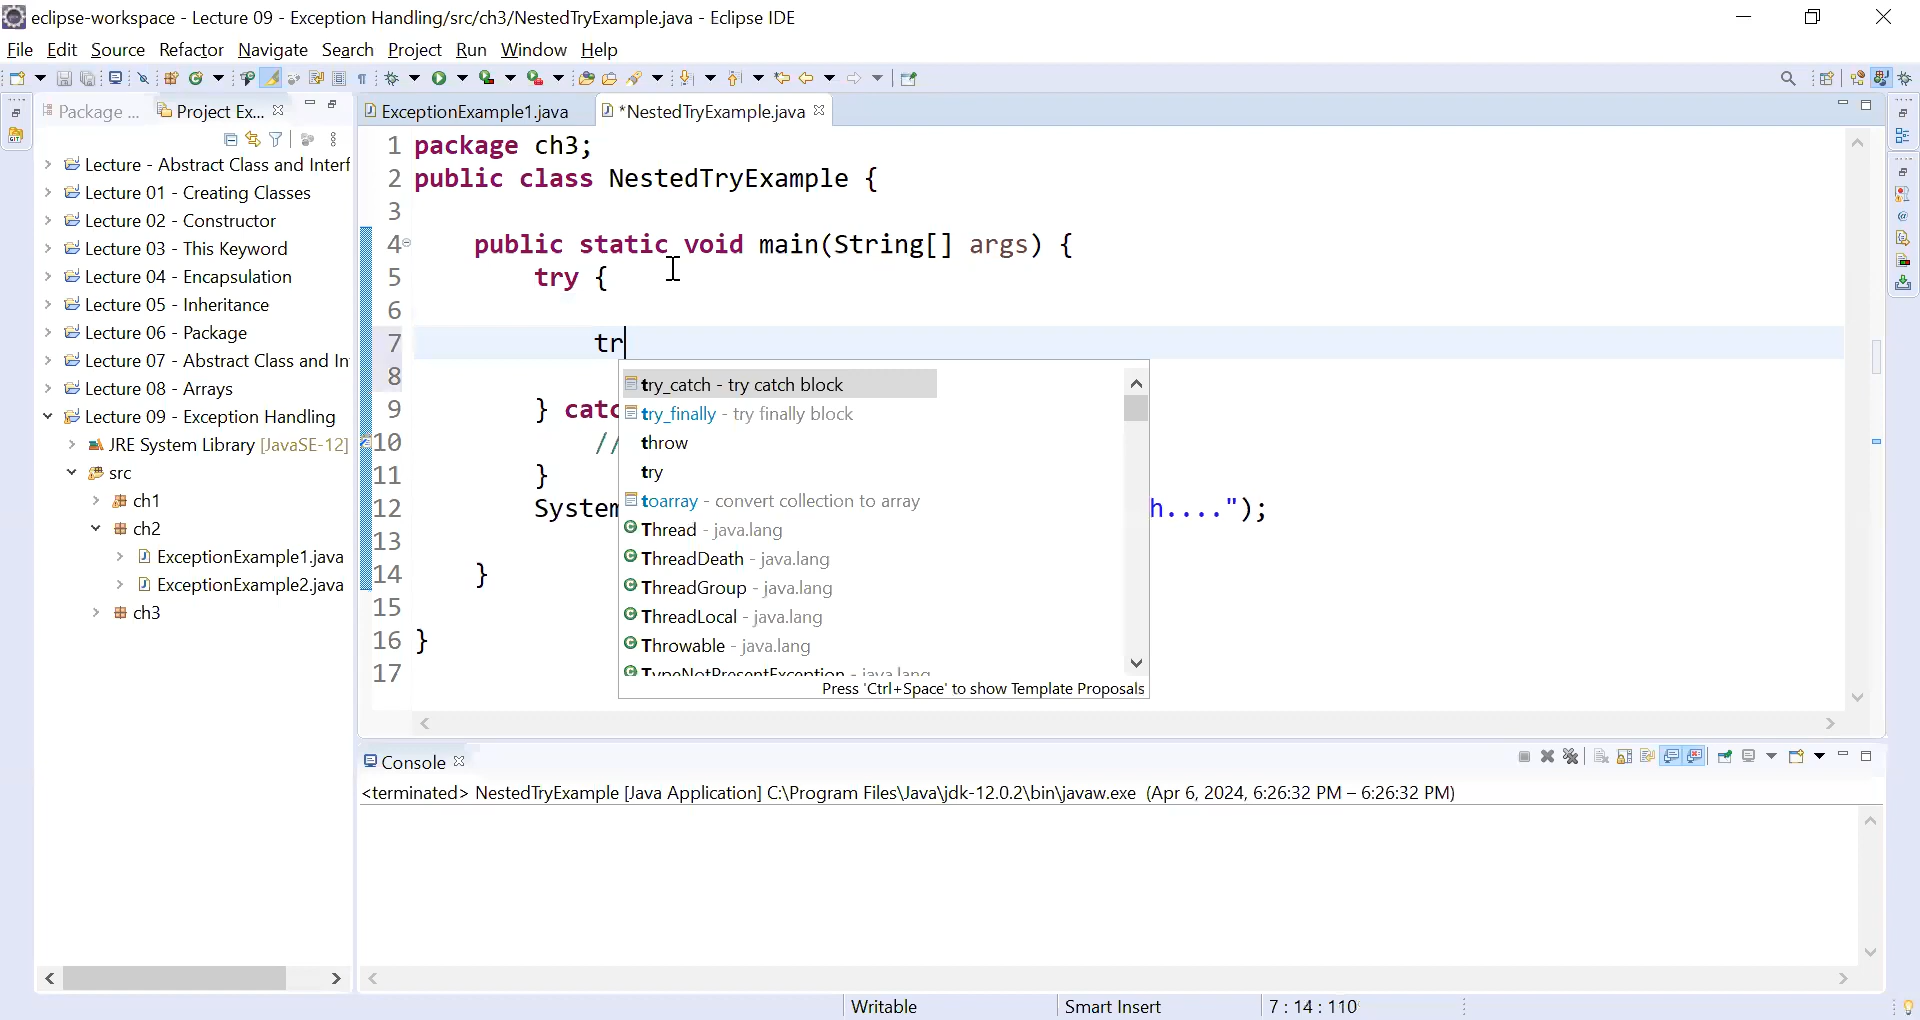 eclipse-workspace - Lecture 09 - Exception Handling/src/ch3/NestedTryExample.java - Eclipse IDE
File Edit Source Refactor Navigate Search Project Run Window Help
Package ... Project Ex...
ExceptionExample1.java *NestedTryExample.java
Lecture - Abstract Class and Interf
Lecture 01 - Creating Classes
Lecture 02 - Constructor
Lecture 03 - This Keyword
Lecture 04 - Encapsulation
Lecture 05 - Inheritance
Lecture 06 - Package
Lecture 07 - Abstract Class and In
Lecture 08 - Arrays
Lecture 09 - Exception Handling
JRE System Library [JavaSE-12]
src
ch1
ch2
ExceptionExample1.java
ExceptionExample2.java
ch3
1 package ch3;
2 public class NestedTryExample {
3
4 public static void main(String[] args) {
5 try {
6
7 tr
8
9 } catc
10 //
11 }
12 System h....");
13
14 }
15
16 }
17
try_catch - try catch block
try_finally - try finally block
throw
try
toarray - convert collection to array
Thread - java.lang
ThreadDeath - java.lang
ThreadGroup - java.lang
ThreadLocal - java.lang
Throwable - java.lang
TypeNotPresentException - java.lang
Press 'Ctrl+Space' to show Template Proposals
Console
<terminated> NestedTryExample [Java Application] C:\Program Files\Java\jdk-12.0.2\bin\javaw.exe (Apr 6, 2024, 6:26:32 PM – 6:26:32 PM)
Writable Smart Insert 7 : 14 : 110